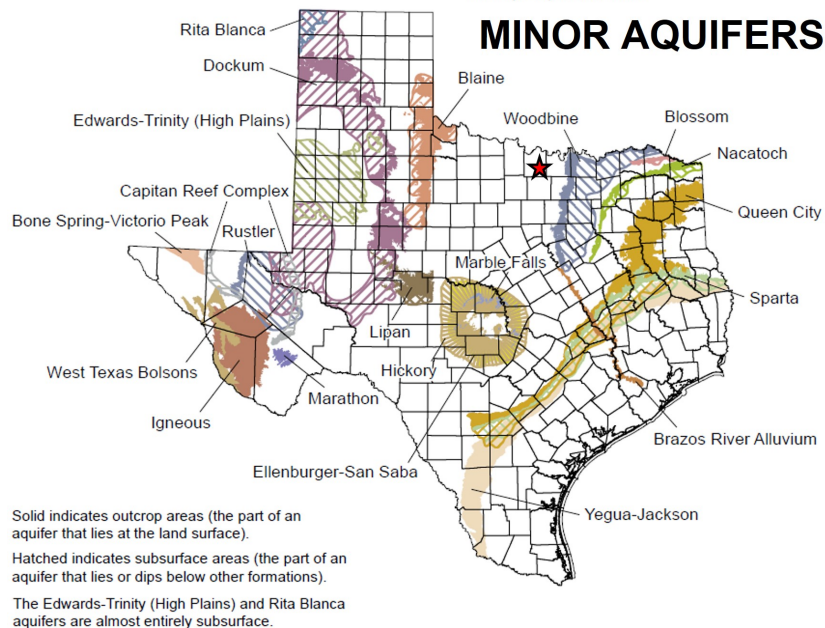 MINOR AQUIFERS
Rita Blanca
Dockum
Blaine
Edwards-Trinity (High Plains)
Woodbine
Blossom
Nacatoch
Capitan Reef Complex
Queen City
Bone Spring-Victorio Peak
Rustler
Marble Falls
Sparta
Lipan
West Texas Bolsons
Hickory
Marathon
Igneous
Brazos River Alluvium
Ellenburger-San Saba
Yegua-Jackson
Solid indicates outcrop areas (the part of an
aquifer that lies at the land surface).
Hatched indicates subsurface areas (the part of an
aquifer that lies or dips below other formations).
The Edwards-Trinity (High Plains) and Rita Blanca
aquifers are almost entirely subsurface.